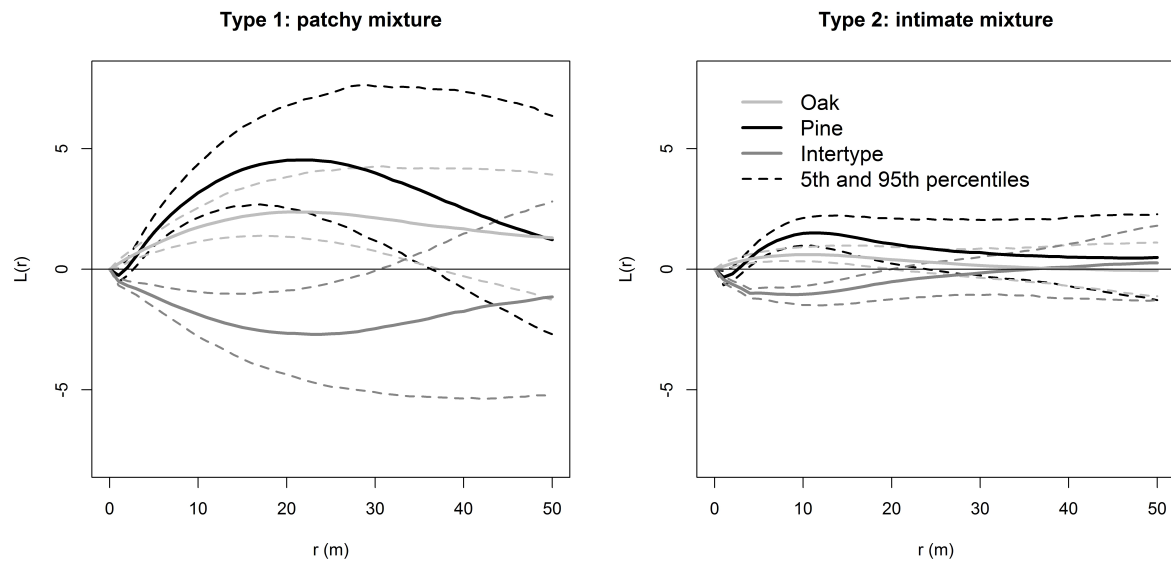 Type 1: patchy mixture
L(r)
5
0
-5
0 10 20 30 40 50
r (m)
Type 2: intimate mixture
L(r)
5
0
-5
Oak
Pine
Intertype
5th and 95th percentiles
0 10 20 30 40 50
r (m)